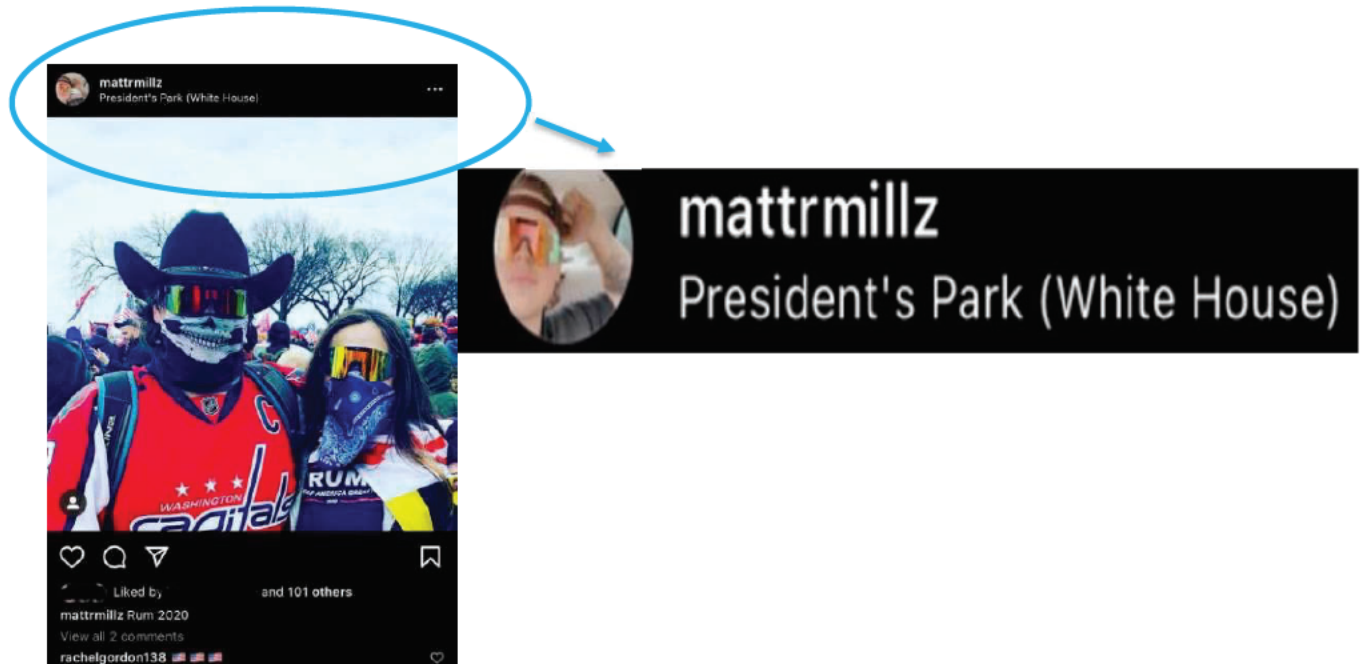 mattrmillz
President's Park (White House)
mattrmillz
President's Park (White House)
C
WASHINGTON
capitals
RUM
Liked by and 101 others
mattrmillz Rum 2020
View all 2 comments
rachelgordon138 🇺🇸 🇺🇸 🇺🇸